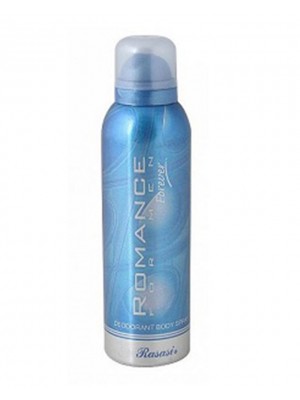 ROMANCE
Forever
FOR MEN
DEODORANT BODY SPRAY
Rasasi